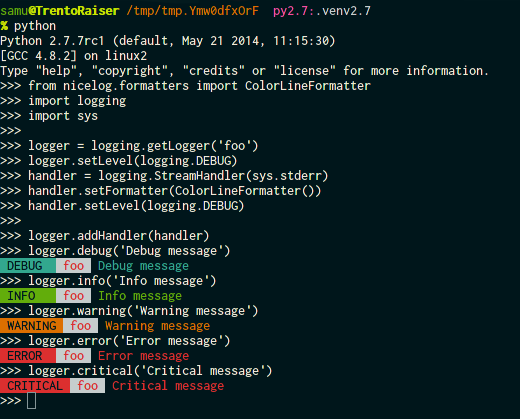 samu@TrentoRaiser /tmp/tmp.Ymw0dfxOrF py2.7:.venv2.7
% python
Python 2.7.7rc1 (default, May 21 2014, 11:15:30)
[GCC 4.8.2] on linux2
Type "help", "copyright", "credits" or "license" for more information.
>>> from nicelog.formatters import ColorLineFormatter
>>> import logging
>>> import sys
>>>
>>> logger = logging.getLogger('foo')
>>> logger.setLevel(logging.DEBUG)
>>> handler = logging.StreamHandler(sys.stderr)
>>> handler.setFormatter(ColorLineFormatter())
>>> handler.setLevel(logging.DEBUG)
>>>
>>> logger.addHandler(handler)
>>> logger.debug('Debug message')
DEBUG foo Debug message
>>> logger.info('Info message')
INFO foo Info message
>>> logger.warning('Warning message')
WARNING foo Warning message
>>> logger.error('Error message')
ERROR foo Error message
>>> logger.critical('Critical message')
CRITICAL foo Critical message
>>>